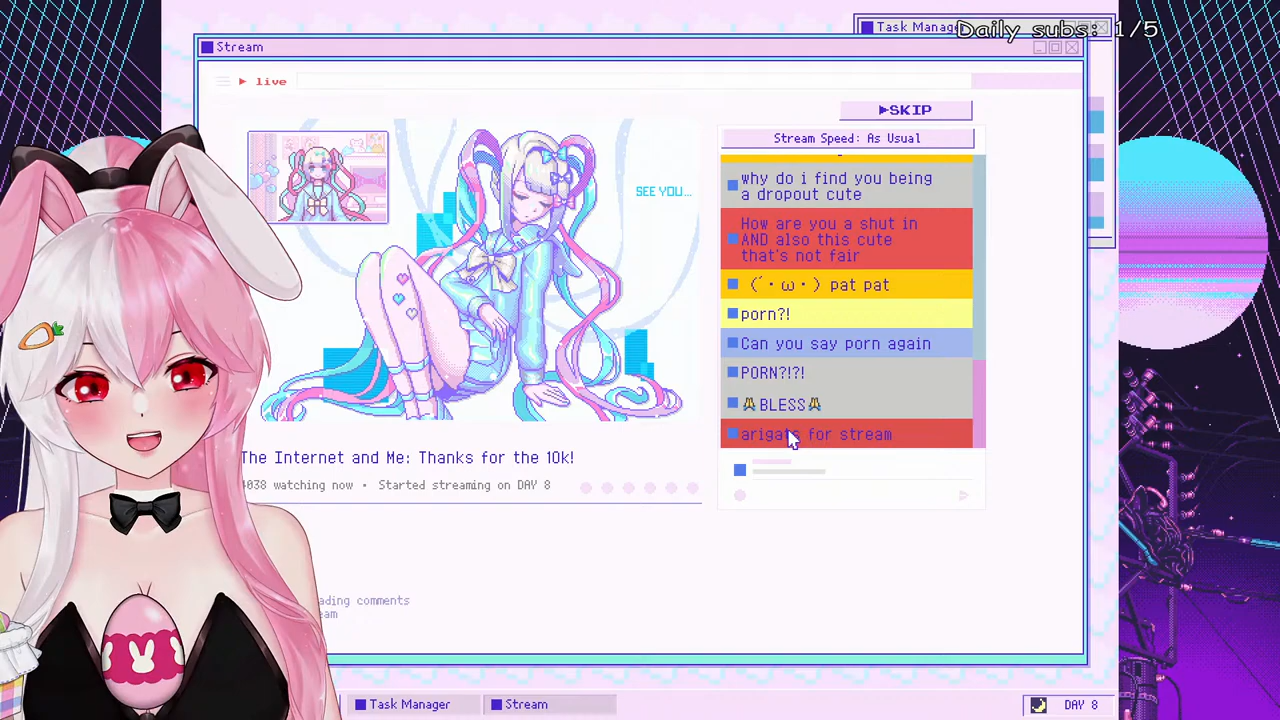 Task Manager
Daily subs: 1/5
Stream
live
▶SKIP
Stream Speed: As Usual
SEE YOU...
why do i find you being
a dropout cute
How are you a shut in
AND also this cute
that's not fair
(´・ω・) pat pat
porn?!
Can you say porn again
PORN?!?!
🙏BLESS🙏
arigato for stream
The Internet and Me: Thanks for the 10k!
watching now • Started streaming on DAY 8
comments
Task Manager
Stream
DAY 8